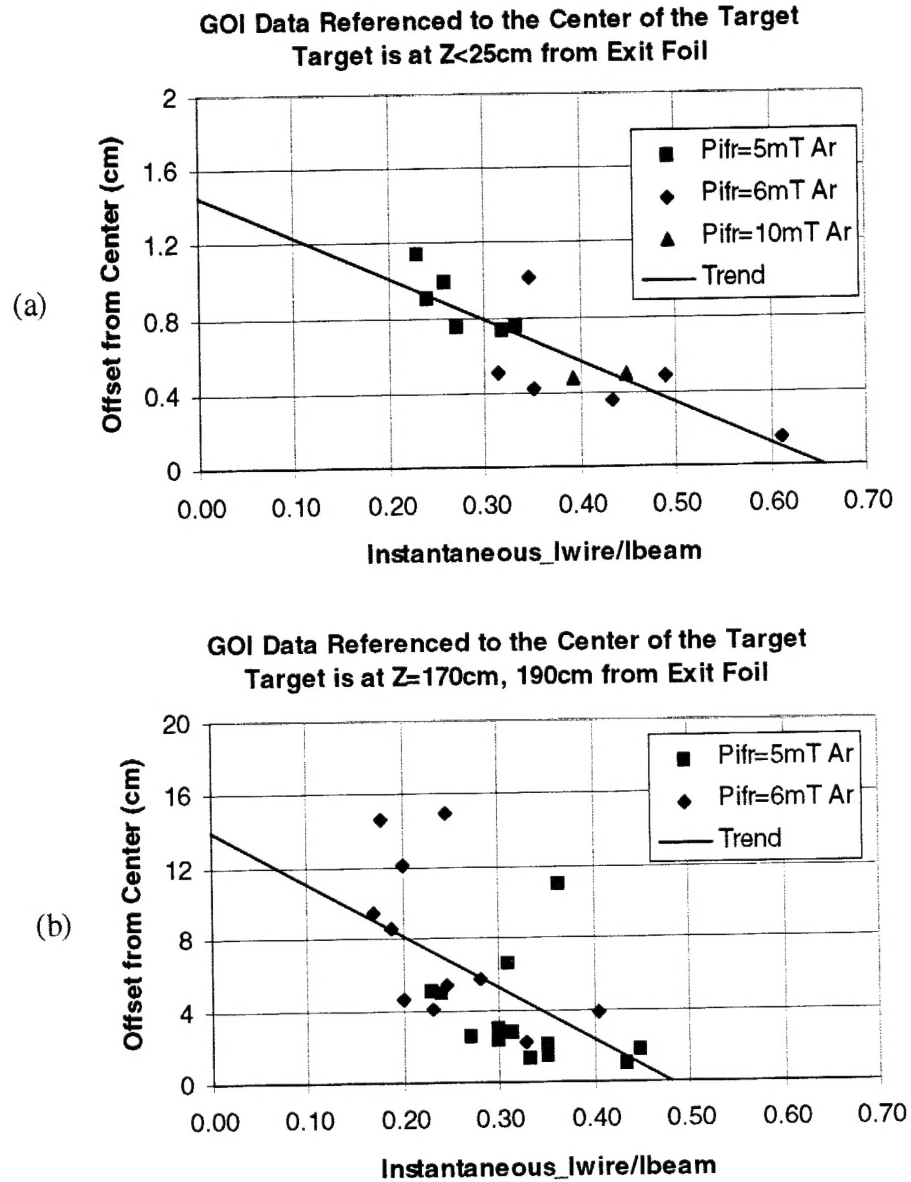 GOI Data Referenced to the Center of the Target
Target is at Z<25cm from Exit Foil
(a)
Offset from Center (cm)
2
1.6
1.2
0.8
0.4
0
Pifr=5mT Ar
Pifr=6mT Ar
Pifr=10mT Ar
Trend
0.00 0.10 0.20 0.30 0.40 0.50 0.60 0.70
Instantaneous_Iwire/Ibeam
GOI Data Referenced to the Center of the Target
Target is at Z=170cm, 190cm from Exit Foil
(b)
Offset from Center (cm)
20
16
12
8
4
0
Pifr=5mT Ar
Pifr=6mT Ar
Trend
0.00 0.10 0.20 0.30 0.40 0.50 0.60 0.70
Instantaneous_Iwire/Ibeam